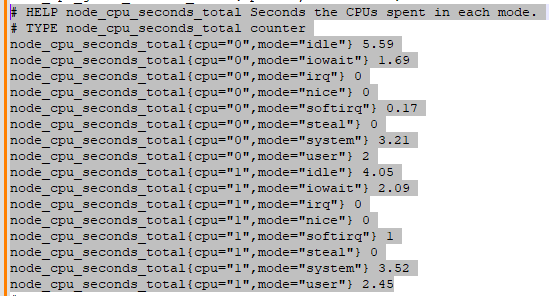 # HELP node_cpu_seconds_total Seconds the CPUs spent in each mode.
# TYPE node_cpu_seconds_total counter
node_cpu_seconds_total{cpu="0",mode="idle"} 5.59
node_cpu_seconds_total{cpu="0",mode="iowait"} 1.69
node_cpu_seconds_total{cpu="0",mode="irq"} 0
node_cpu_seconds_total{cpu="0",mode="nice"} 0
node_cpu_seconds_total{cpu="0",mode="softirq"} 0.17
node_cpu_seconds_total{cpu="0",mode="steal"} 0
node_cpu_seconds_total{cpu="0",mode="system"} 3.21
node_cpu_seconds_total{cpu="0",mode="user"} 2
node_cpu_seconds_total{cpu="1",mode="idle"} 4.05
node_cpu_seconds_total{cpu="1",mode="iowait"} 2.09
node_cpu_seconds_total{cpu="1",mode="irq"} 0
node_cpu_seconds_total{cpu="1",mode="nice"} 0
node_cpu_seconds_total{cpu="1",mode="softirq"} 1
node_cpu_seconds_total{cpu="1",mode="steal"} 0
node_cpu_seconds_total{cpu="1",mode="system"} 3.52
node_cpu_seconds_total{cpu="1",mode="user"} 2.45